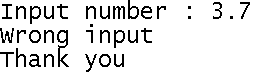 Input number : 3.7
Wrong input
Thank you